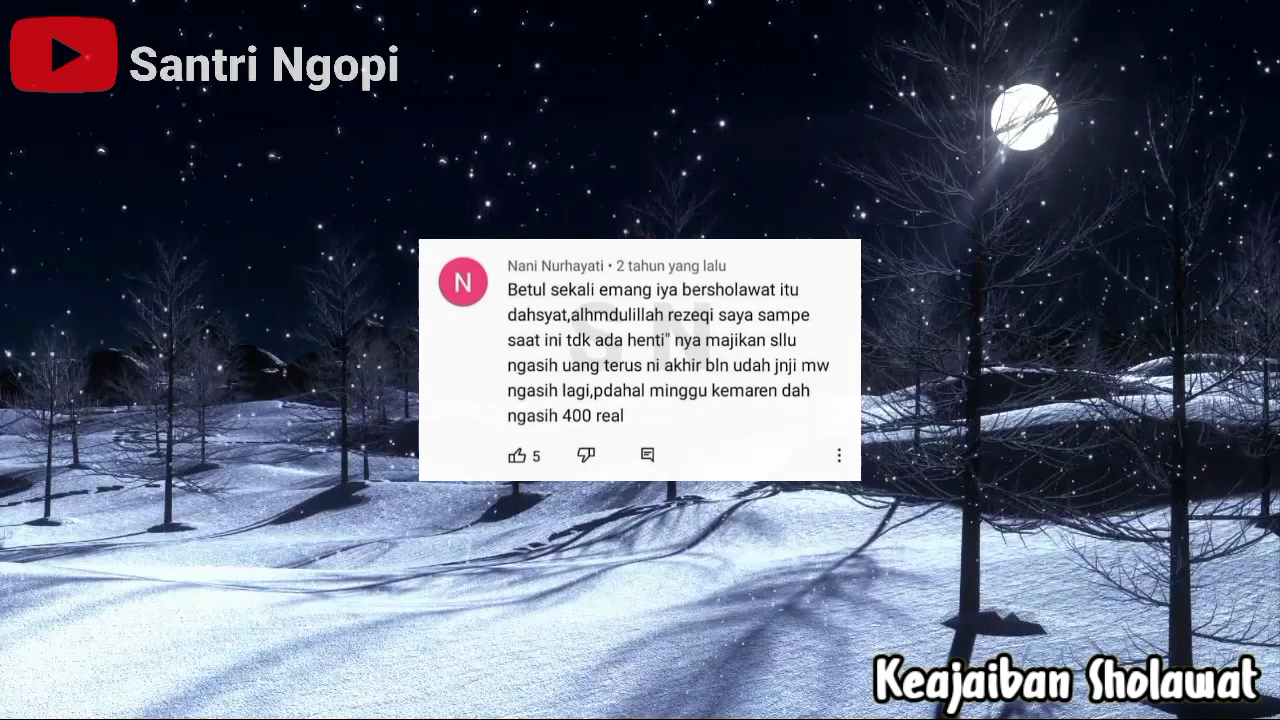 Santri Ngopi
N
Nani Nurhayati • 2 tahun yang lalu
Betul sekali emang iya bersholawat itu
dahsyat,alhmdulillah rezeqi saya sampe
saat ini tdk ada henti" nya majikan sllu
ngasih uang terus ni akhir bln udah jnji mw
ngasih lagi,pdahal minggu kemaren dah
ngasih 400 real
5
SN
Keajaiban Sholawat